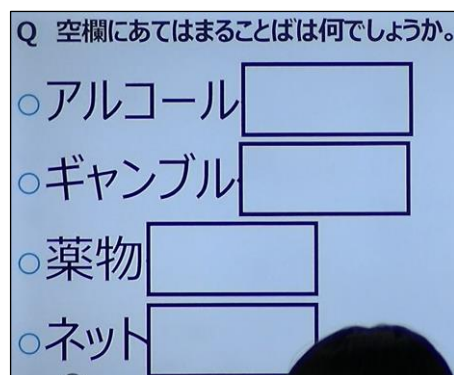 Q 空欄にあてはまることばは何でしょうか。
○アルコール
○ギャンブル
○薬物
○ネット